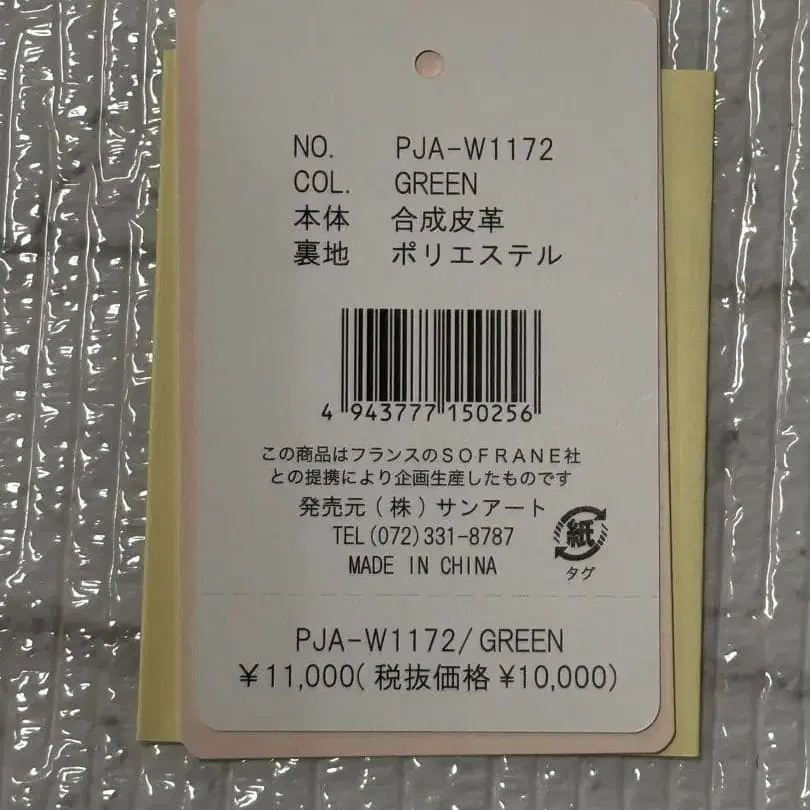 NO. PJA-W1172
COL. GREEN
本体 合成皮革
裏地 ポリエステル
4 943777 150256
この商品はフランスのSOFRANE社
との提携により企画生産したものです
発売元(株)サンアート
TEL(072)331-8787
MADE IN CHINA
紙
タグ
PJA-W1172/GREEN
¥11,000(税抜価格 ¥10,000)